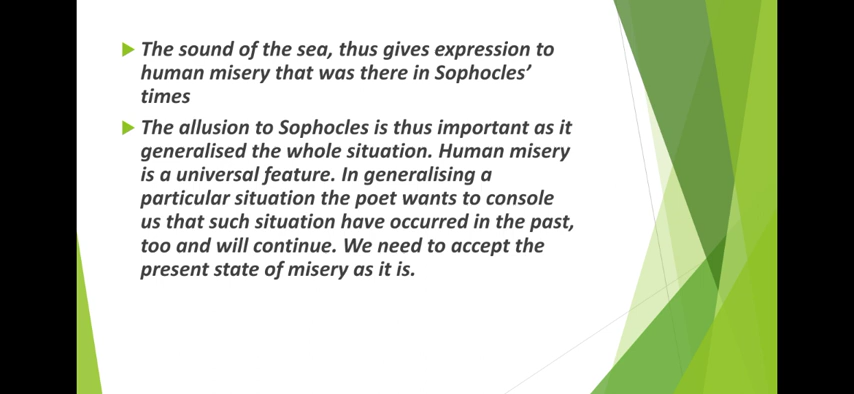 The sound of the sea, thus gives expression to
human misery that was there in Sophocles’
times
The allusion to Sophocles is thus important as it
generalised the whole situation. Human misery
is a universal feature. In generalising a
particular situation the poet wants to console
us that such situation have occurred in the past,
too and will continue. We need to accept the
present state of misery as it is.